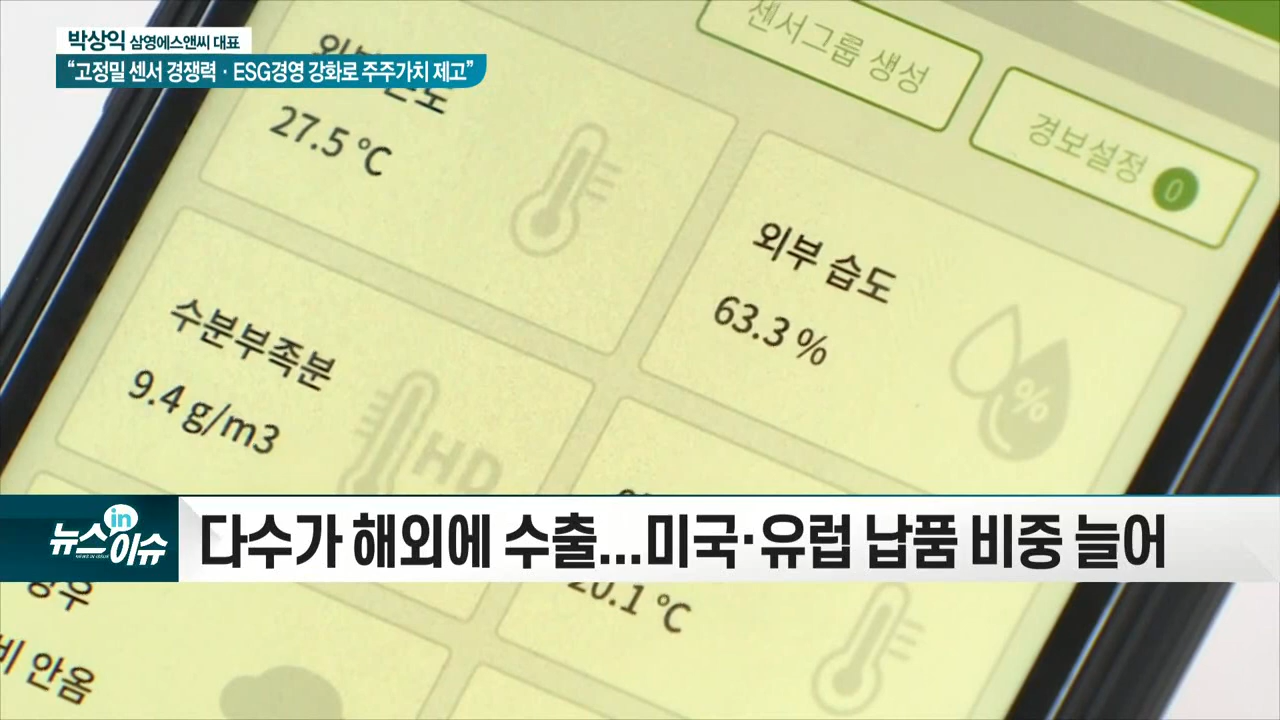 박상익 삼영에스앤씨 대표
“고정밀 센서 경쟁력 · ESG경영 강화로 주주가치 제고”
센서그룹 생성
경보설정 0
27.5 ℃
외부 습도
63.3 %
%
수분부족분
9.4 g/m3
HD
20.1 ℃
비 안옴
뉴스in이슈
NEWS IN ISSUE
다수가 해외에 수출...미국·유럽 납품 비중 늘어